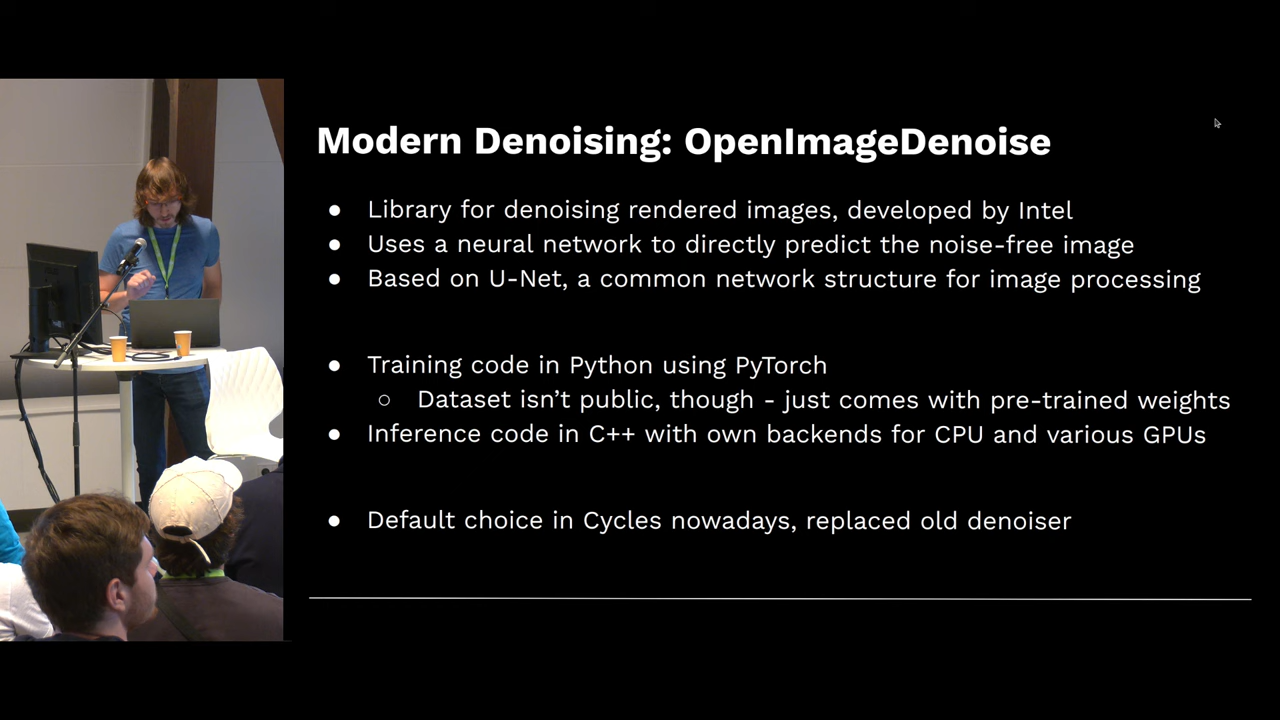 Modern Denoising: OpenImageDenoise
● Library for denoising rendered images, developed by Intel
● Uses a neural network to directly predict the noise-free image
● Based on U-Net, a common network structure for image processing
● Training code in Python using PyTorch
○ Dataset isn’t public, though - just comes with pre-trained weights
● Inference code in C++ with own backends for CPU and various GPUs
● Default choice in Cycles nowadays, replaced old denoiser